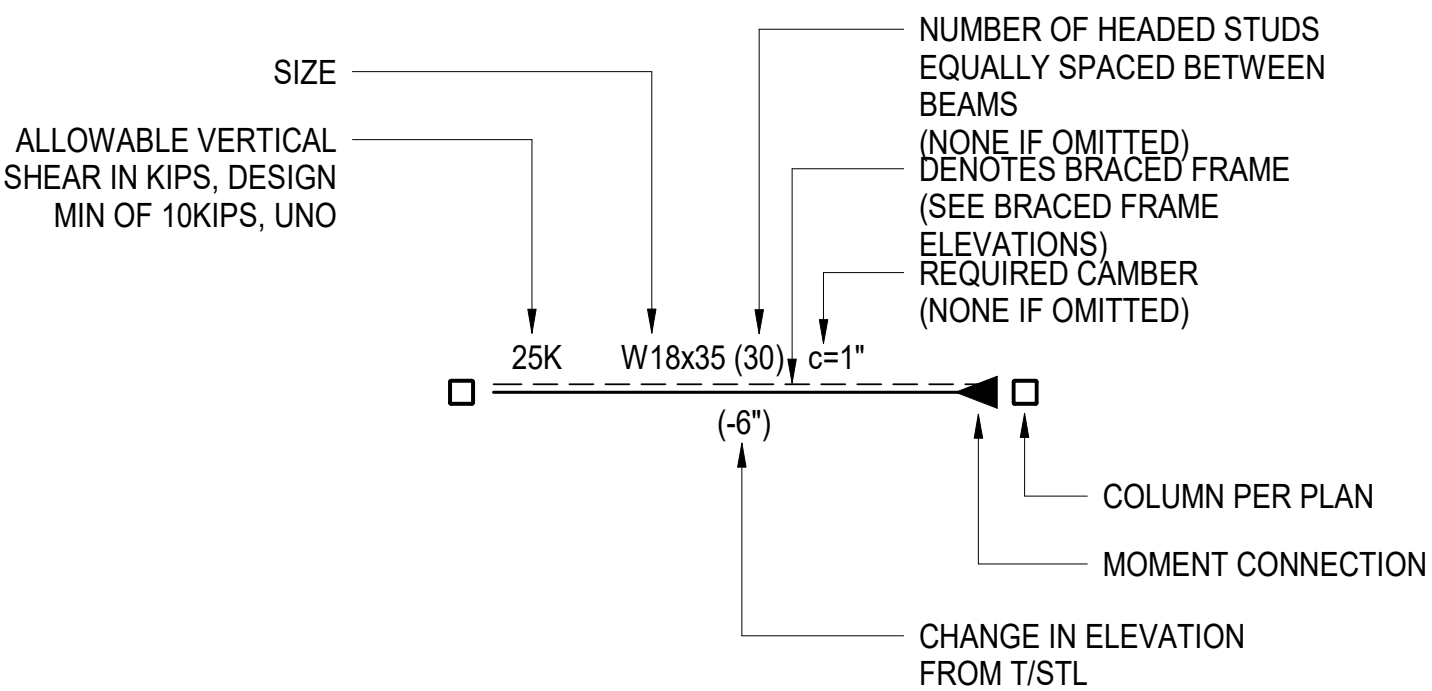 SIZE
ALLOWABLE VERTICAL
SHEAR IN KIPS, DESIGN
MIN OF 10KIPS, UNO
NUMBER OF HEADED STUDS
EQUALLY SPACED BETWEEN
BEAMS
(NONE IF OMITTED)
DENOTES BRACED FRAME
(SEE BRACED FRAME
ELEVATIONS)
REQUIRED CAMBER
(NONE IF OMITTED)
25K W18x35 (30) c=1"
(-6")
COLUMN PER PLAN
MOMENT CONNECTION
CHANGE IN ELEVATION
FROM T/STL